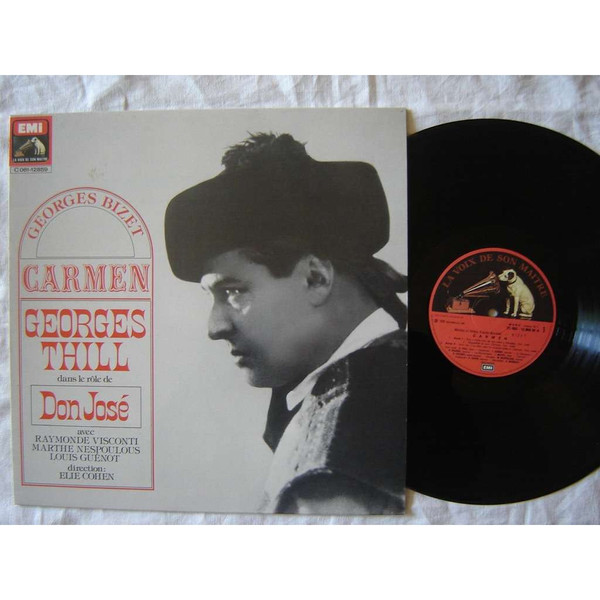 EMI
LA VOIX DE SON MAITRE
GEORGES BIZET
CARMEN
GEORGES
THILL
dans le rôle de
Don José
avec
RAYMONDE VISCONTI
MARTHE NESPOULOUS
LOUIS GUÉNOT
direction:
ELIE COHEN
LA VOIX DE SON MAITRE
CARMEN
EMI